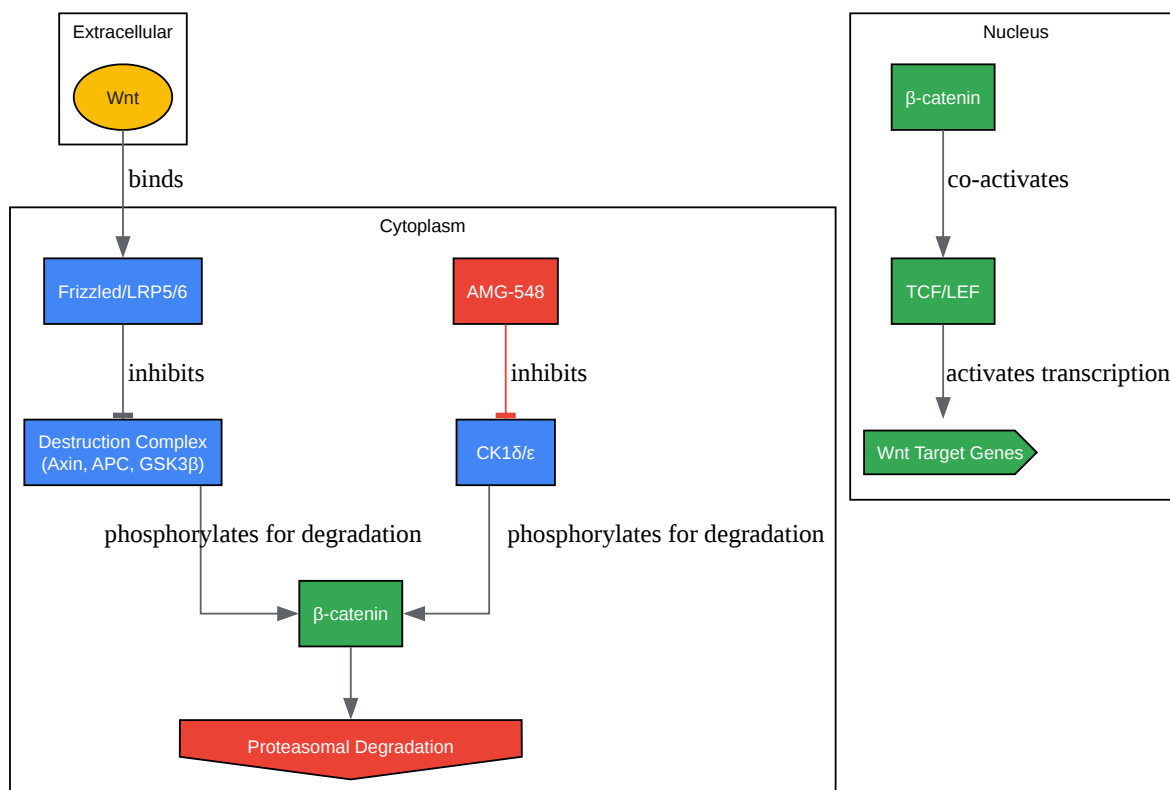 Extracellular
Wnt
binds
Cytoplasm
Frizzled/LRP5/6
AMG-548
inhibits
inhibits
Destruction Complex
(Axin, APC, GSK3β)
CK1δ/ε
phosphorylates for degradation
phosphorylates for degradation
β-catenin
Proteasomal Degradation
Nucleus
β-catenin
co-activates
TCF/LEF
activates transcription
Wnt Target Genes